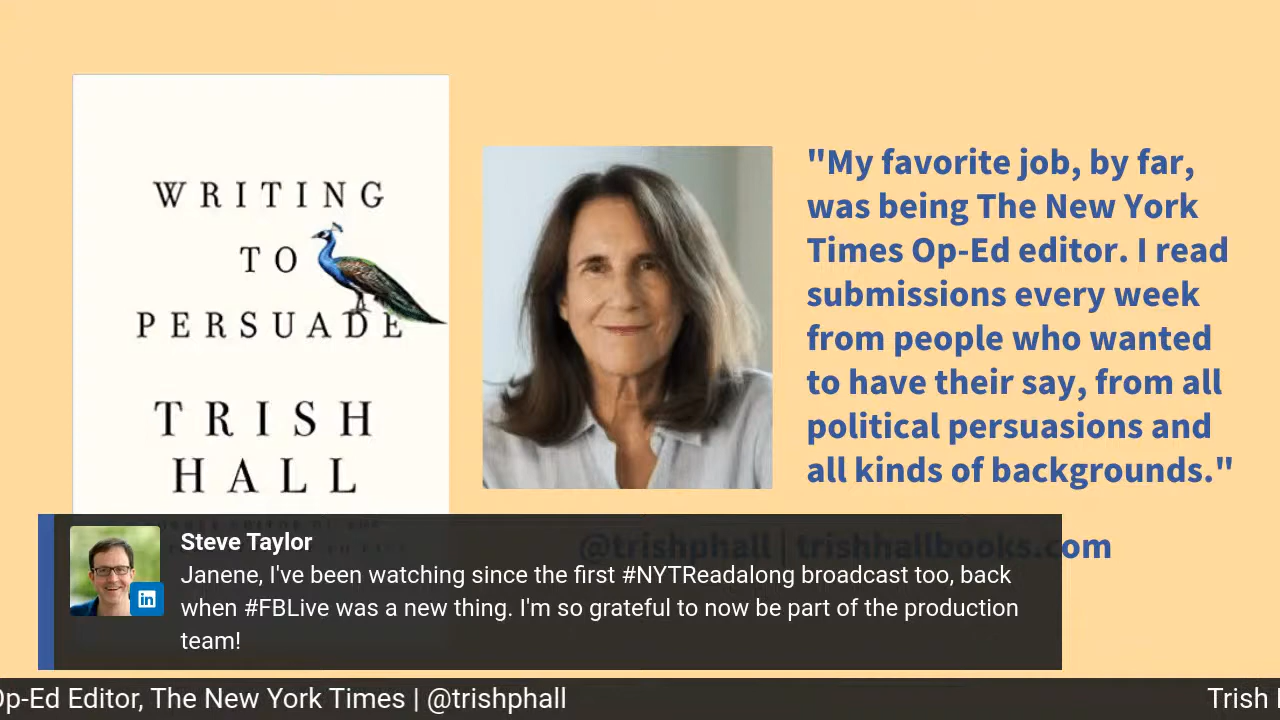 WRITING
TO
PERSUADE
TRISH
HALL
"My favorite job, by far,
was being The New York
Times Op-Ed editor. I read
submissions every week
from people who wanted
to have their say, from all
political persuasions and
all kinds of backgrounds."
@trishphall | trishhallbooks.com
Steve Taylor
Janene, I've been watching since the first #NYTReadalong broadcast too, back
when #FBLive was a new thing. I'm so grateful to now be part of the production
team!
in
Op-Ed Editor, The New York Times | @trishphall
Trish